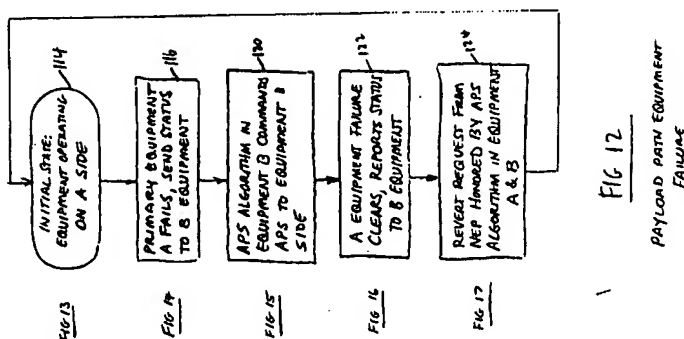 114
INITIAL STATE:
EQUIPMENT OPERATING
ON A SIDE
FIG 13
116
PRIMARY EQUIPMENT
A FAILS, SEND STATUS
TO B EQUIPMENT
FIG 14
120
APS ALGORITHM IN
EQUIPMENT B COMMANDS
APS TO EQUIPMENT B
SIDE
FIG 15
122
A EQUIPMENT FAILURE
CLEARS, REPORTS STATUS
TO B EQUIPMENT
FIG 16
124
REVERT REQUEST FROM
NEP HONORED BY APS
ALGORITHM IN EQUIPMENT
A & B
FIG 17
FIG 12
PAYLOAD PATH EQUIPMENT
FAILURE